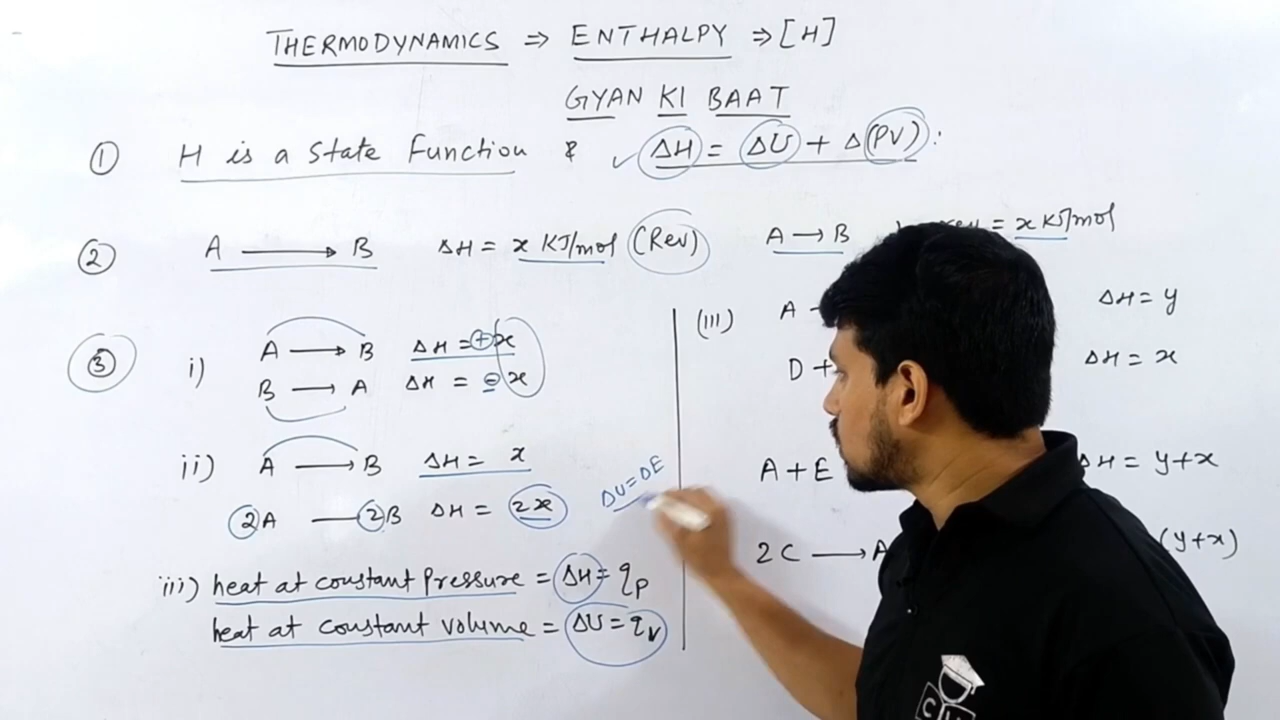 THERMODYNAMICS ⇒ ENTHALPY ⇒ [H]
GYAN KI BAAT
① H is a state function & ✓ ΔH = ΔU + Δ(PV).
② A ⟶ B ΔH = x KJ/mol (Rev) A → B = x KJ/mol
③ i) A ⟶ B ΔH = +x
B ⟶ A ΔH = -x
ii) A ⟶ B ΔH = x
2A ⟶ 2B ΔH = 2x
ΔU = ΔE
iii) heat at constant Pressure = ΔH = qp
heat at constant volume = ΔU = qv
(III) A ΔH = y
D + ΔH = x
A + E ΔH = y+x
2C ⟶ A (y+x)